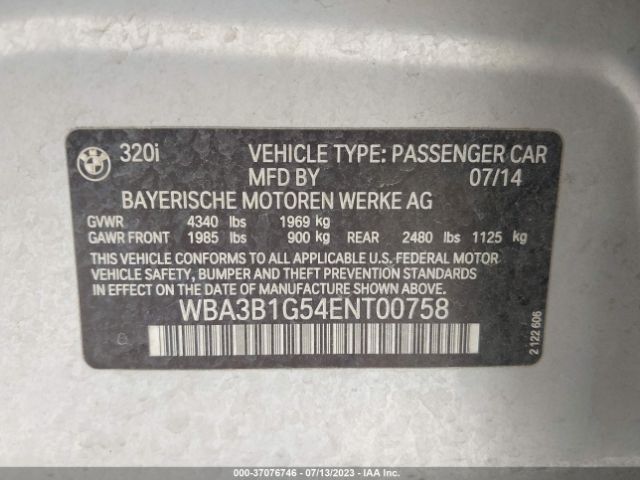 BMW
320i VEHICLE TYPE: PASSENGER CAR
MFD BY 07/14
BAYERISCHE MOTOREN WERKE AG
GVWR 4340 lbs 1969 kg
GAWR FRONT 1985 lbs 900 kg REAR 2480 lbs 1125 kg
THIS VEHICLE CONFORMS TO ALL APPLICABLE U.S. FEDERAL MOTOR
VEHICLE SAFETY, BUMPER AND THEFT PREVENTION STANDARDS
IN EFFECT ON THE DATE OF MANUFACTURE SHOWN ABOVE.
WBA3B1G54ENT00758
2 122 606
000-37076746 - 07/13/2023 - IAAI.COM